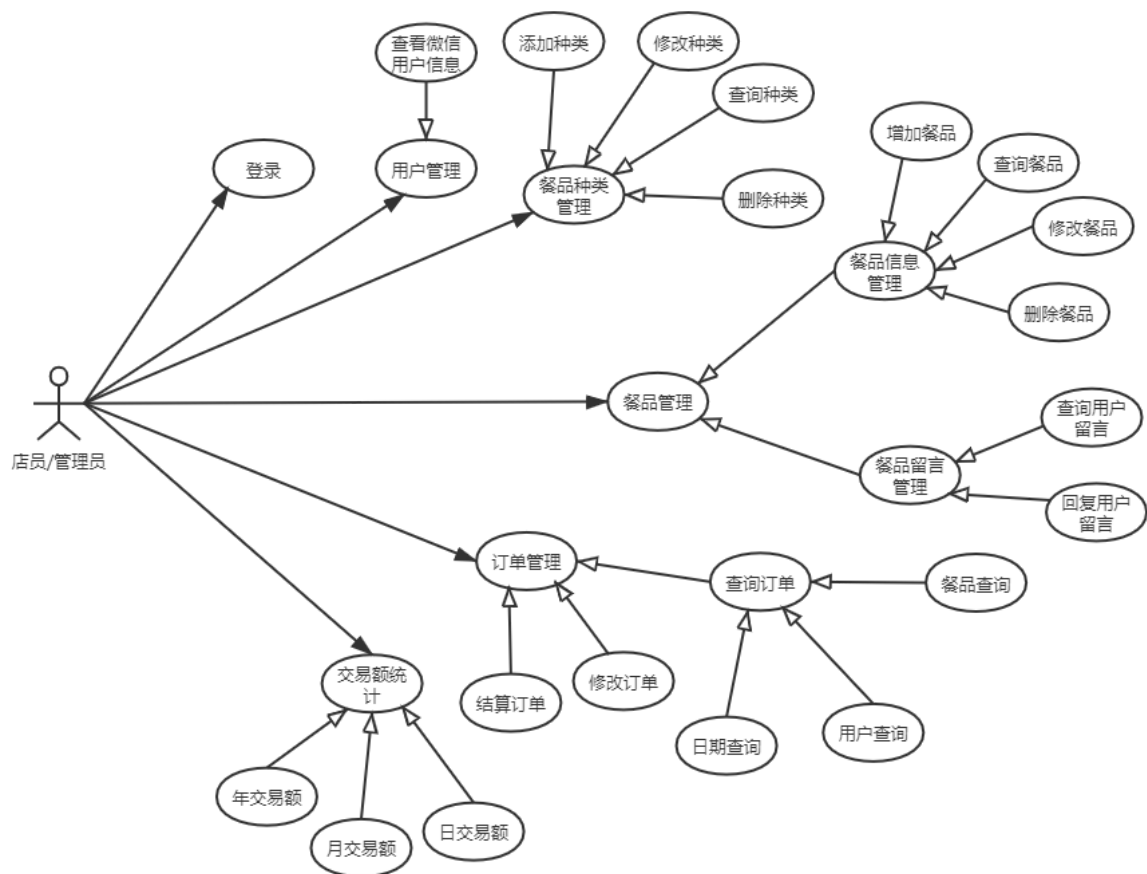 查看微信
用户信息
添加种类
修改种类
查询种类
增加餐品
查询餐品
登录
用户管理
餐品种类
管理
删除种类
修改餐品
餐品信息
管理
删除餐品
店员/管理员
餐品管理
查询用户
留言
餐品留言
管理
回复用户
留言
订单管理
查询订单
餐品查询
交易额统
计
结算订单
修改订单
日期查询
用户查询
年交易额
月交易额
日交易额